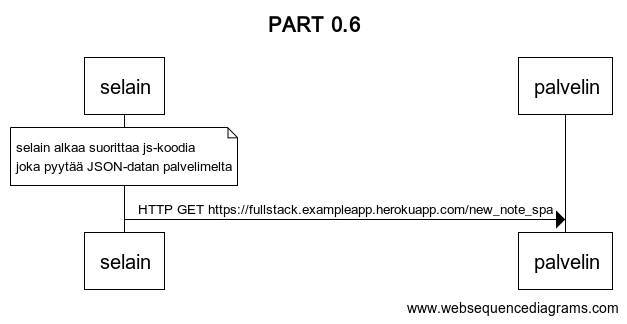 PART 0.6
selain
palvelin
selain alkaa suorittaa js-koodia
joka pyytää JSON-datan palvelimelta
HTTP GET https://fullstack.exampleapp.herokuapp.com/new_note_spa
selain
palvelin
www.websequencediagrams.com